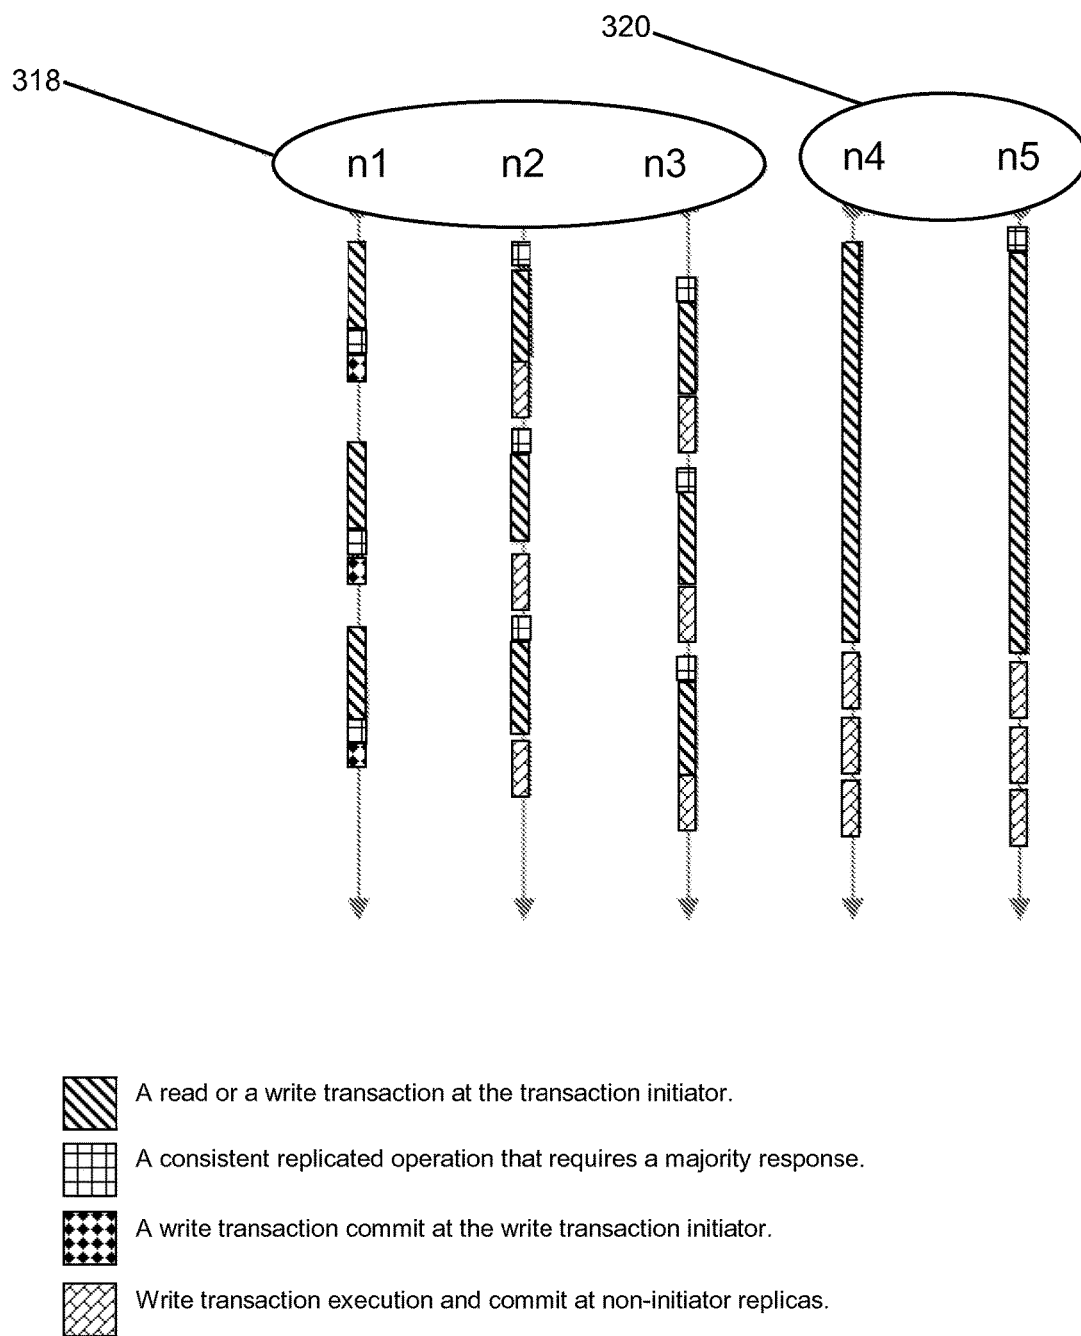 320
318
n1 n2 n3 n4 n5
A read or a write transaction at the transaction initiator.
A consistent replicated operation that requires a majority response.
A write transaction commit at the write transaction initiator.
Write transaction execution and commit at non-initiator replicas.